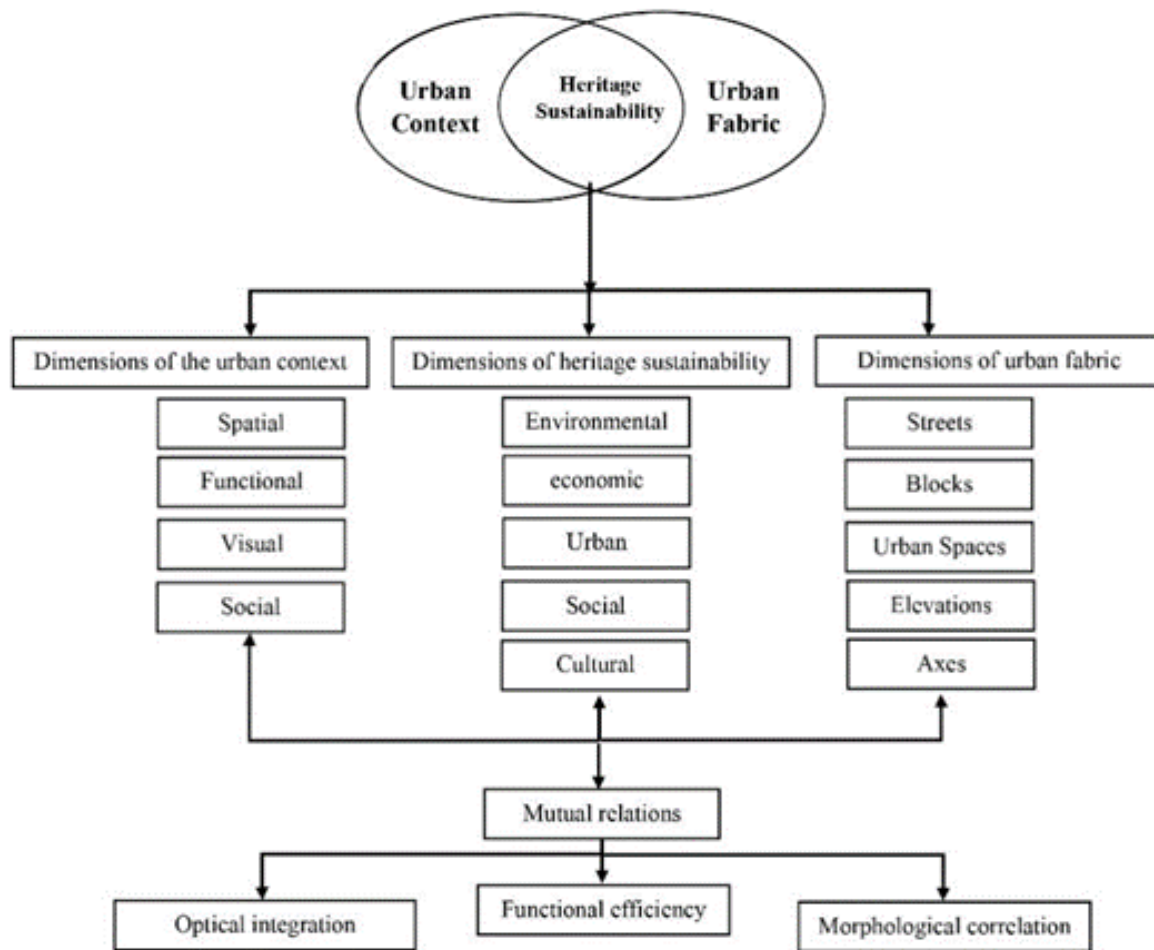 Urban
Context
Heritage
Sustainability
Urban
Fabric
Dimensions of the urban context
Dimensions of heritage sustainability
Dimensions of urban fabric
Spatial
Functional
Visual
Social
Environmental
economic
Urban
Social
Cultural
Streets
Blocks
Urban Spaces
Elevations
Axes
Mutual relations
Optical integration
Functional efficiency
Morphological correlation